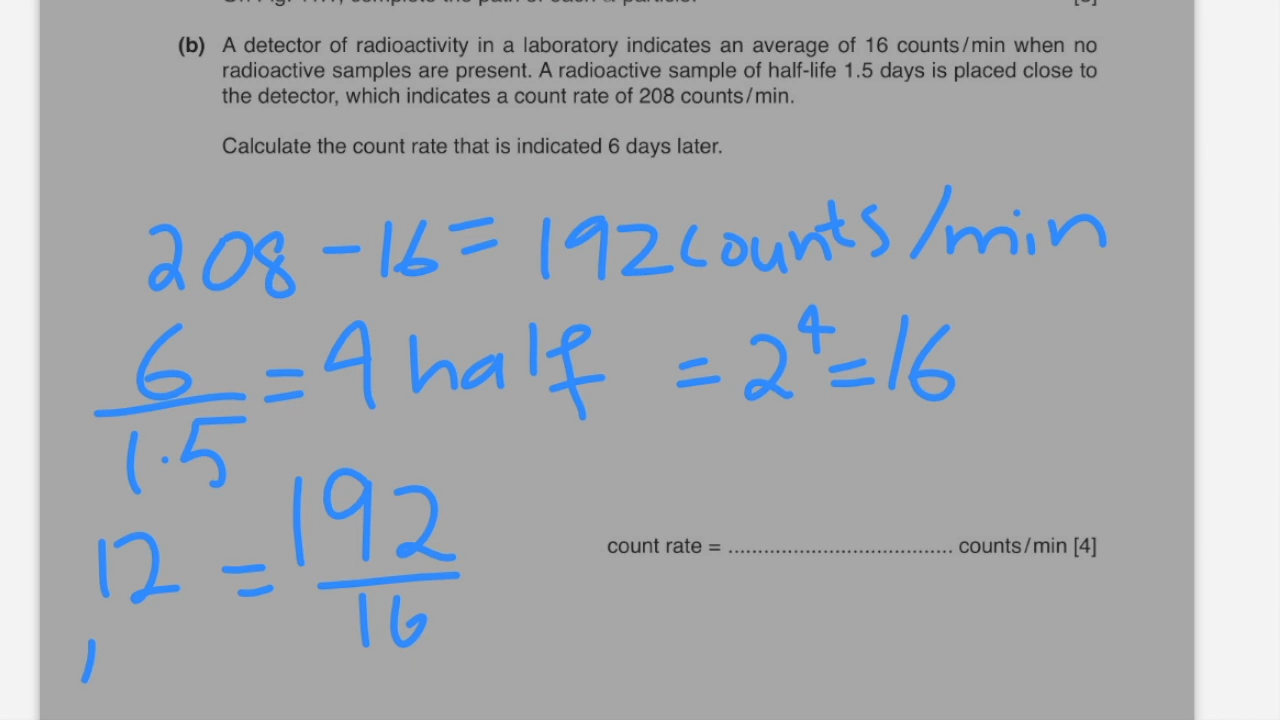 (b) A detector of radioactivity in a laboratory indicates an average of 16 counts/min when no
radioactive samples are present. A radioactive sample of half-life 1.5 days is placed close to
the detector, which indicates a count rate of 208 counts/min.
Calculate the count rate that is indicated 6 days later.
208 - 16 = 192 counts/min
6/1.5 = 4 half = 2⁴ = 16
12 = 192/16
count rate = .................................... counts/min [4]